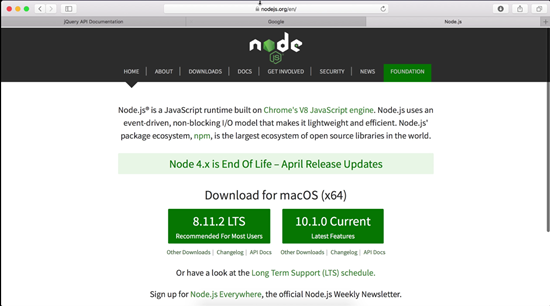 nodejs.org/en/
jQuery API Documentation
Google
Node.js
node
JS
HOME | ABOUT | DOWNLOADS | DOCS | GET INVOLVED | SECURITY | NEWS | FOUNDATION
Node.js® is a JavaScript runtime built on Chrome's V8 JavaScript engine. Node.js uses an
event-driven, non-blocking I/O model that makes it lightweight and efficient. Node.js'
package ecosystem, npm, is the largest ecosystem of open source libraries in the world.
Node 4.x is End Of Life – April Release Updates
Download for macOS (x64)
8.11.2 LTS
Recommended For Most Users
10.1.0 Current
Latest Features
Other Downloads | Changelog | API Docs
Other Downloads | Changelog | API Docs
Or have a look at the Long Term Support (LTS) schedule.
Sign up for Node.js Everywhere, the official Node.js Weekly Newsletter.